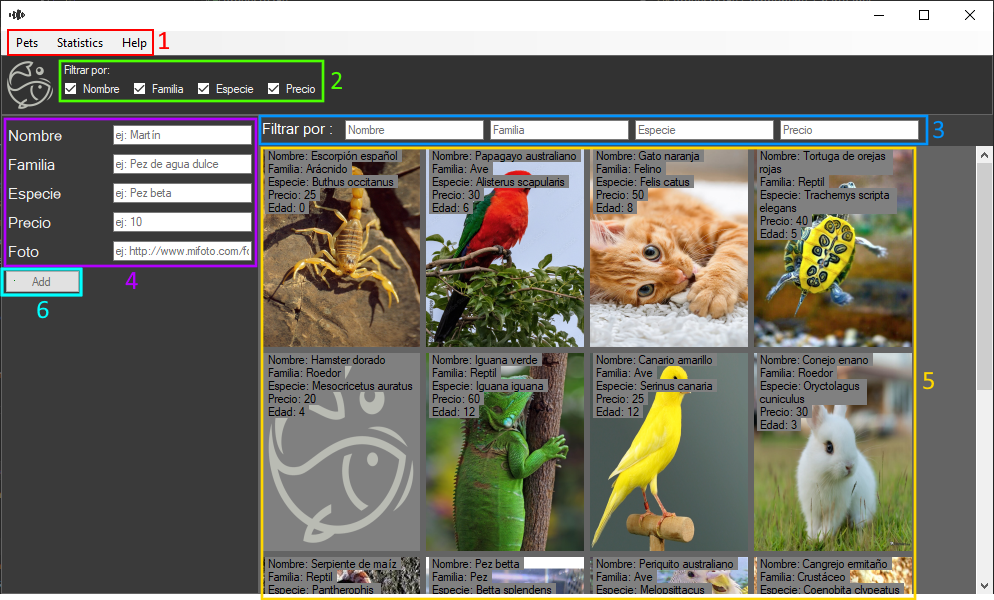 Pets Statistics Help 1
Filtrar por:
Nombre Familia Especie Precio 2
Nombre ej: Martín
Familia ej: Pez de agua dulce
Especie ej: Pez beta
Precio ej: 10
Foto ej: http://www.mifoto.com/fo
4
Add
6
Filtrar por : Nombre Familia Especie Precio 3
Nombre: Escorpión español
Familia: Arácnido
Especie: Buthus occitanus
Precio: 25
Edad: 0
Nombre: Papagayo australiano
Familia: Ave
Especie: Alisterus scapularis
Precio: 30
Edad: 6
Nombre: Gato naranja
Familia: Felino
Especie: Felis catus
Precio: 50
Edad: 8
Nombre: Tortuga de orejas
rojas
Familia: Reptil
Especie: Trachemys scripta
elegans
Precio: 40
Edad: 5
Nombre: Hamster dorado
Familia: Roedor
Especie: Mesocricetus auratus
Precio: 20
Edad: 4
Nombre: Iguana verde
Familia: Reptil
Especie: Iguana iguana
Precio: 60
Edad: 12
Nombre: Canario amarillo
Familia: Ave
Especie: Serinus canaria
Precio: 25
Edad: 12
Nombre: Conejo enano
Familia: Roedor
Especie: Oryctolagus
cuniculus
Precio: 30
Edad: 3
5
Nombre: Serpiente de maíz
Familia: Reptil
Especie: Pantherophis
Nombre: Pez betta
Familia: Pez
Especie: Betta splendens
Nombre: Periquito australiano
Familia: Ave
Especie: Melopsittacus
Nombre: Cangrejo ermitaño
Familia: Crustáceo
Especie: Coenobita clypeatus